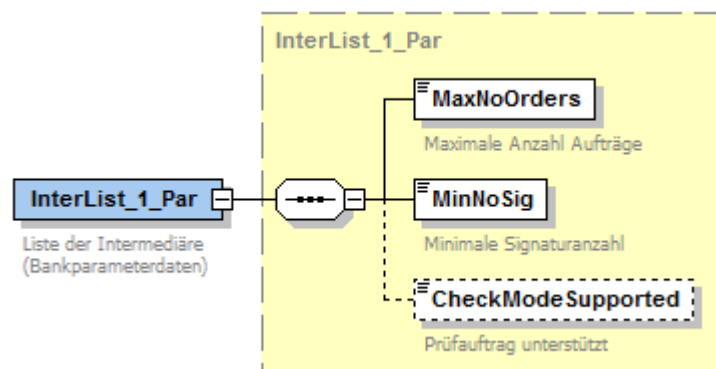 InterList_1_Par
MaxNoOrders
Maximale Anzahl Aufträge
InterList_1_Par
Liste der Intermediäre
(Bankparameterdaten)
MinNoSig
Minimale Signaturanzahl
CheckModeSupported
Prüfauftrag unterstützt